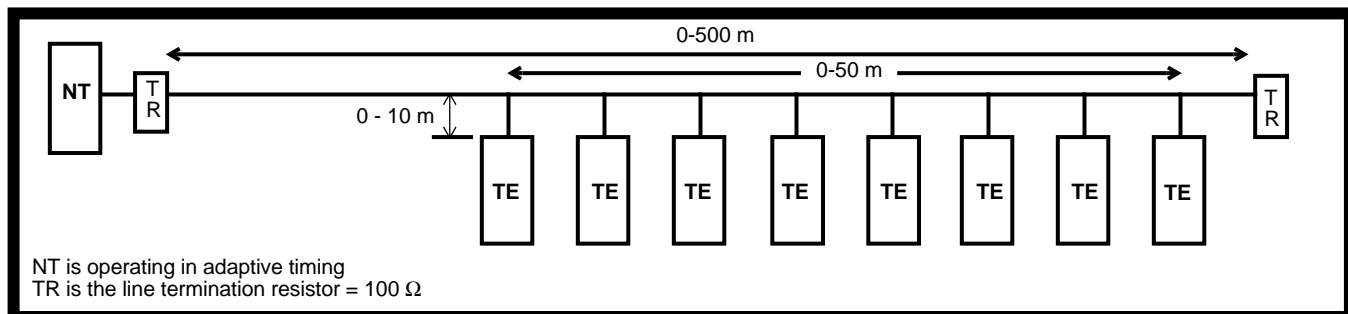 0-500 m
0-50 m
NT
T
R
T
R
0 - 10 m
TE
TE
TE
TE
TE
TE
TE
TE
NT is operating in adaptive timing
TR is the line termination resistor = 100 Ω